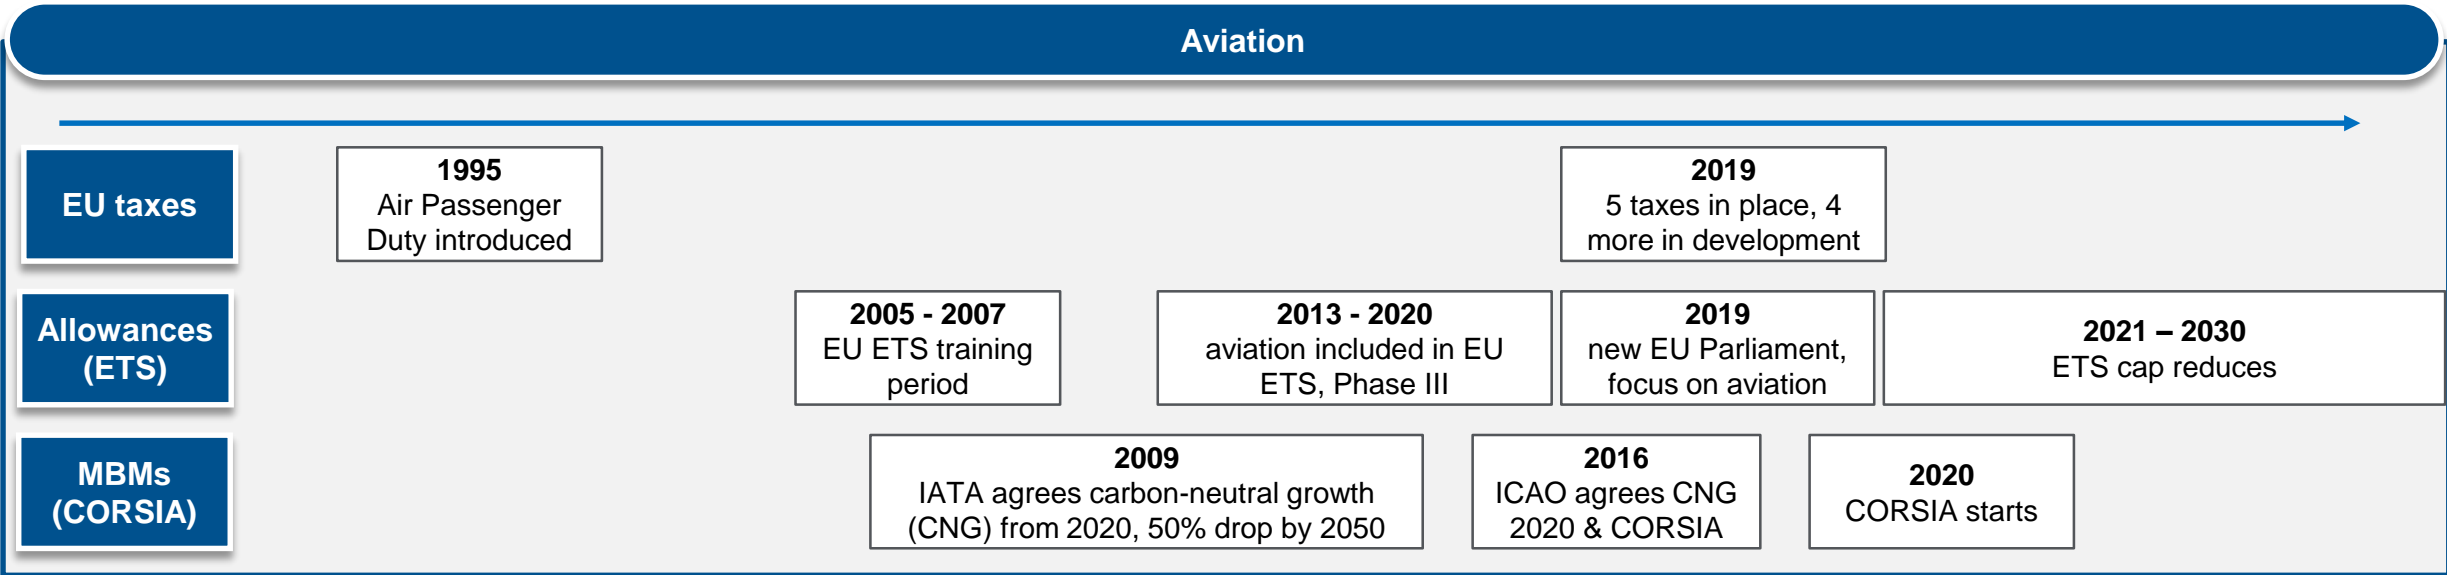 Aviation
EU taxes
1995
Air Passenger
Duty introduced
2019
5 taxes in place, 4
more in development
Allowances
(ETS)
2005 - 2007
EU ETS training
period
2013 - 2020
aviation included in EU
ETS, Phase III
2019
new EU Parliament,
focus on aviation
2021 – 2030
ETS cap reduces
MBMs
(CORSIA)
2009
IATA agrees carbon-neutral growth
(CNG) from 2020, 50% drop by 2050
2016
ICAO agrees CNG
2020 & CORSIA
2020
CORSIA starts